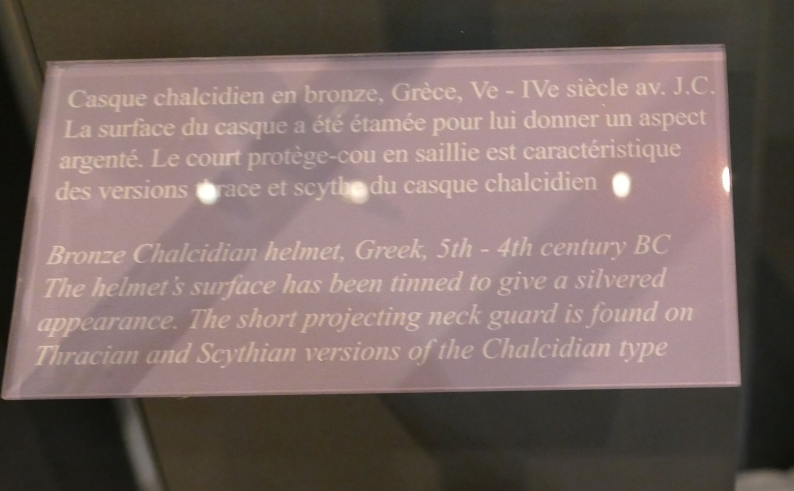 Casque chalcidien en bronze, Grèce, Ve - IVe siècle av. J.C.
La surface du casque a été étamée pour lui donner un aspect
argenté. Le court protège-cou en saillie est caractéristique
des versions thrace et scythe du casque chalcidien
Bronze Chalcidian helmet, Greek, 5th - 4th century BC
The helmet's surface has been tinned to give a silvered
appearance. The short projecting neck guard is found on
Thracian and Scythian versions of the Chalcidian type